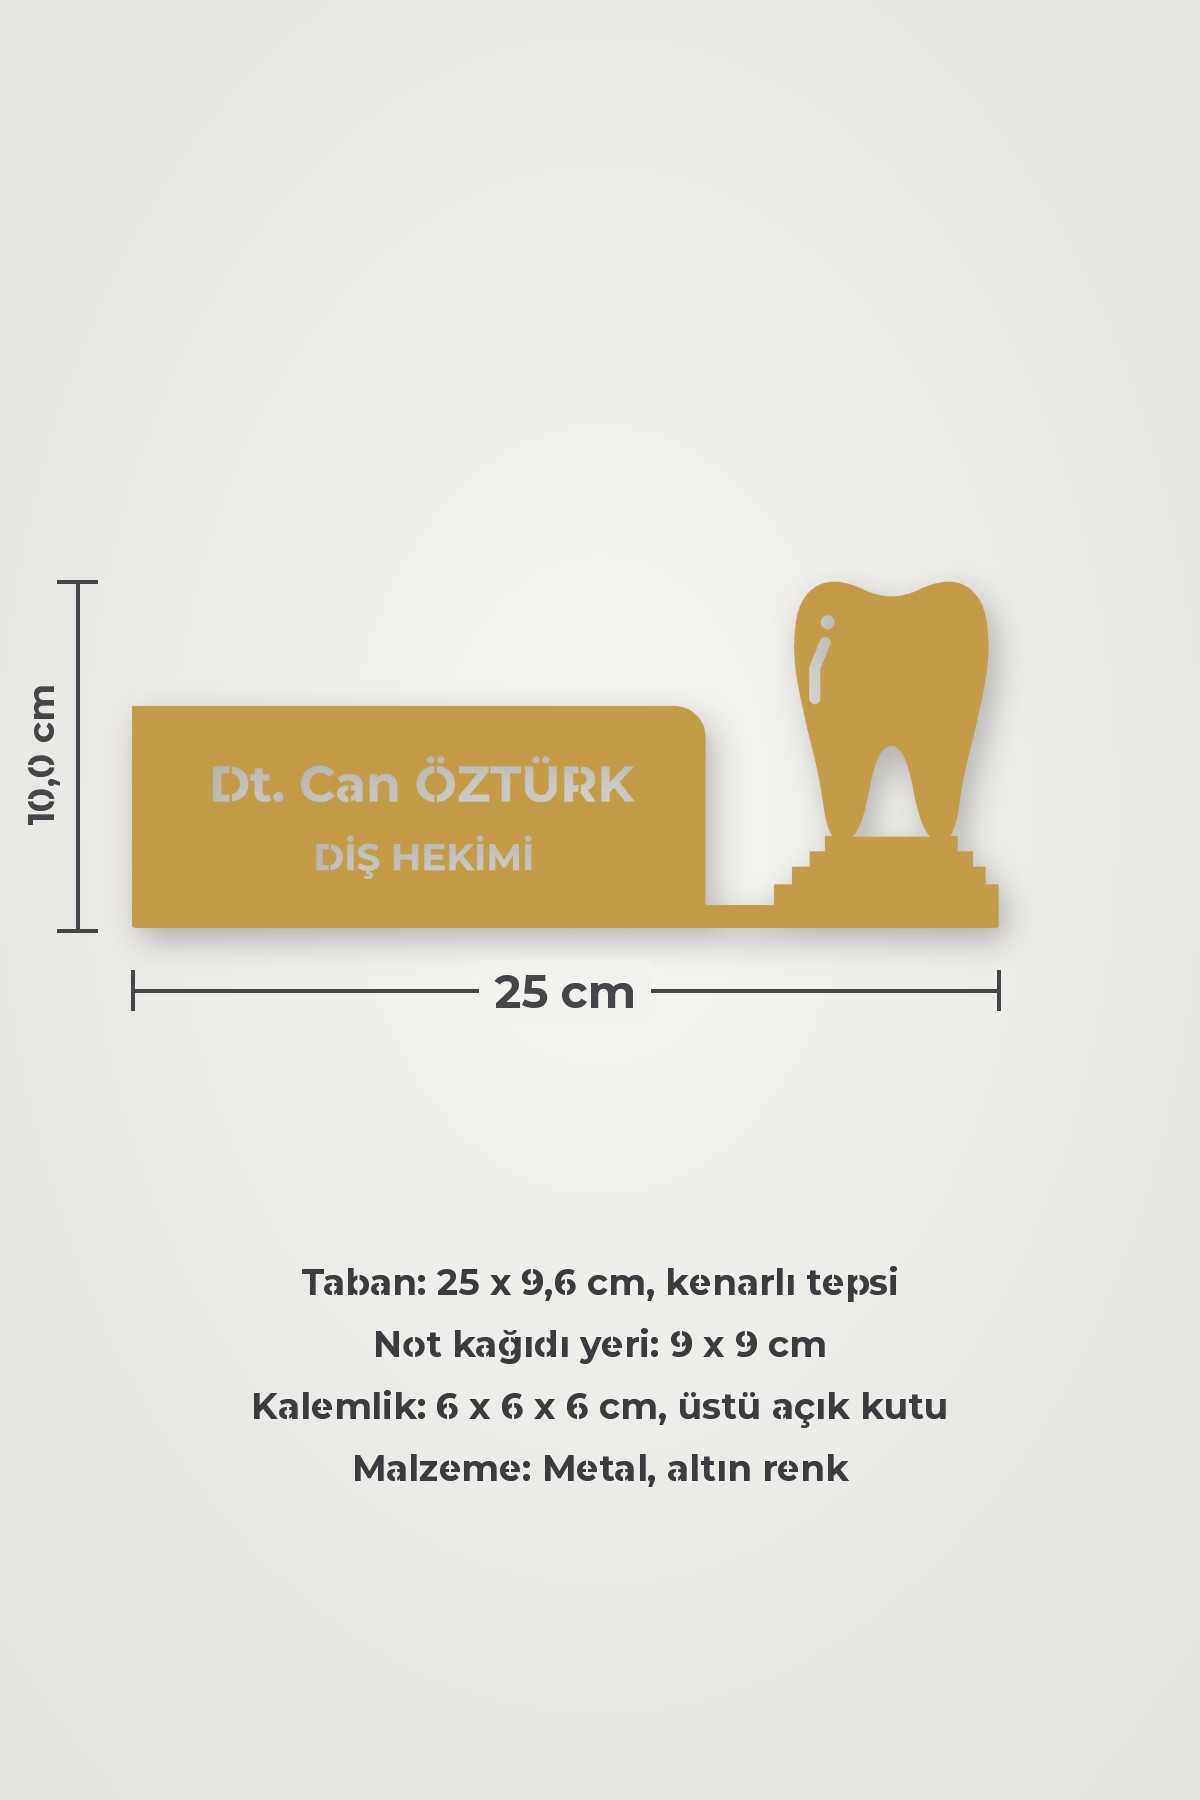 10,0 cm
Dt. Can ÖZTÜRK
DİŞ HEKİMİ
25 cm
Taban: 25 x 9,6 cm, kenarlı tepsi
Not kağıdı yeri: 9 x 9 cm
Kalemlik: 6 x 6 x 6 cm, üstü açık kutu
Malzeme: Metal, altın renk